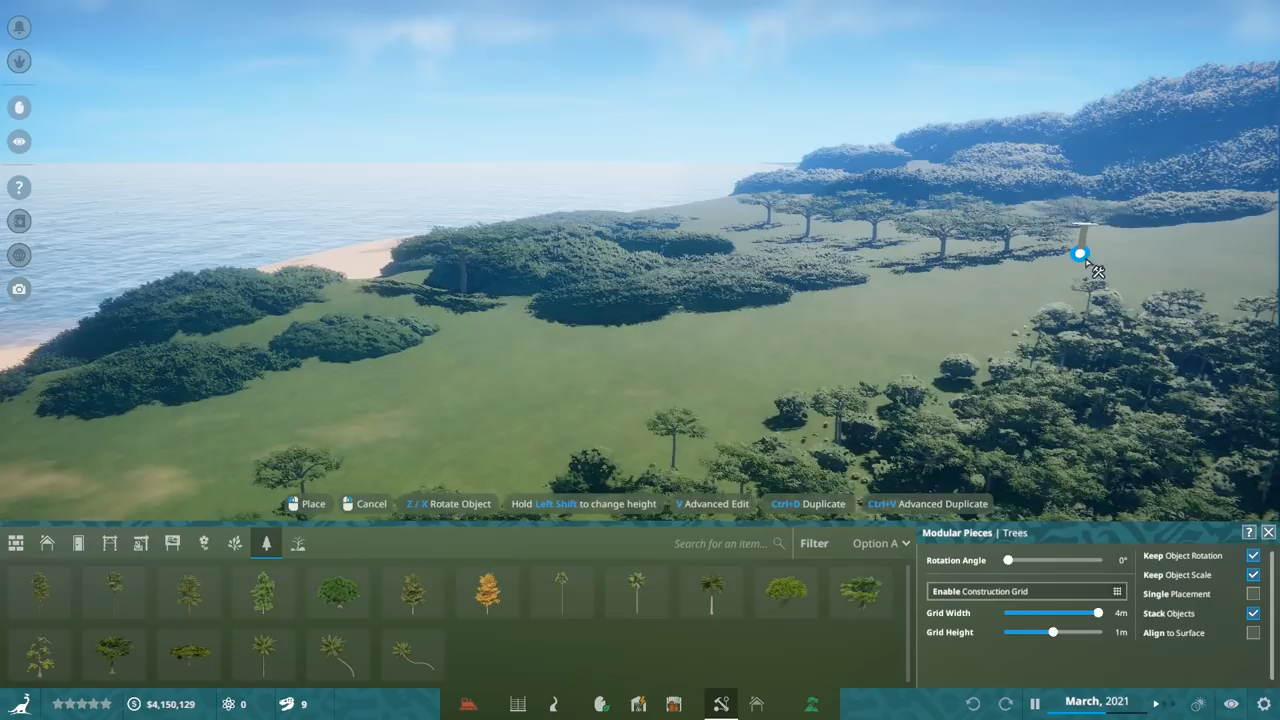 Place
Cancel
Z / X Rotate Object
Hold Left Shift to change height
V Advanced Edit
Ctrl+D Duplicate
Ctrl+V Advanced Duplicate
Search for an item...
Filter
Option A
Modular Pieces | Trees
?
Rotation Angle
0°
Enable Construction Grid
Grid Width
4m
Grid Height
1m
Keep Object Rotation
Keep Object Scale
Single Placement
Stack Objects
Align to Surface
$4,150,129
0
9
March, 2021
?